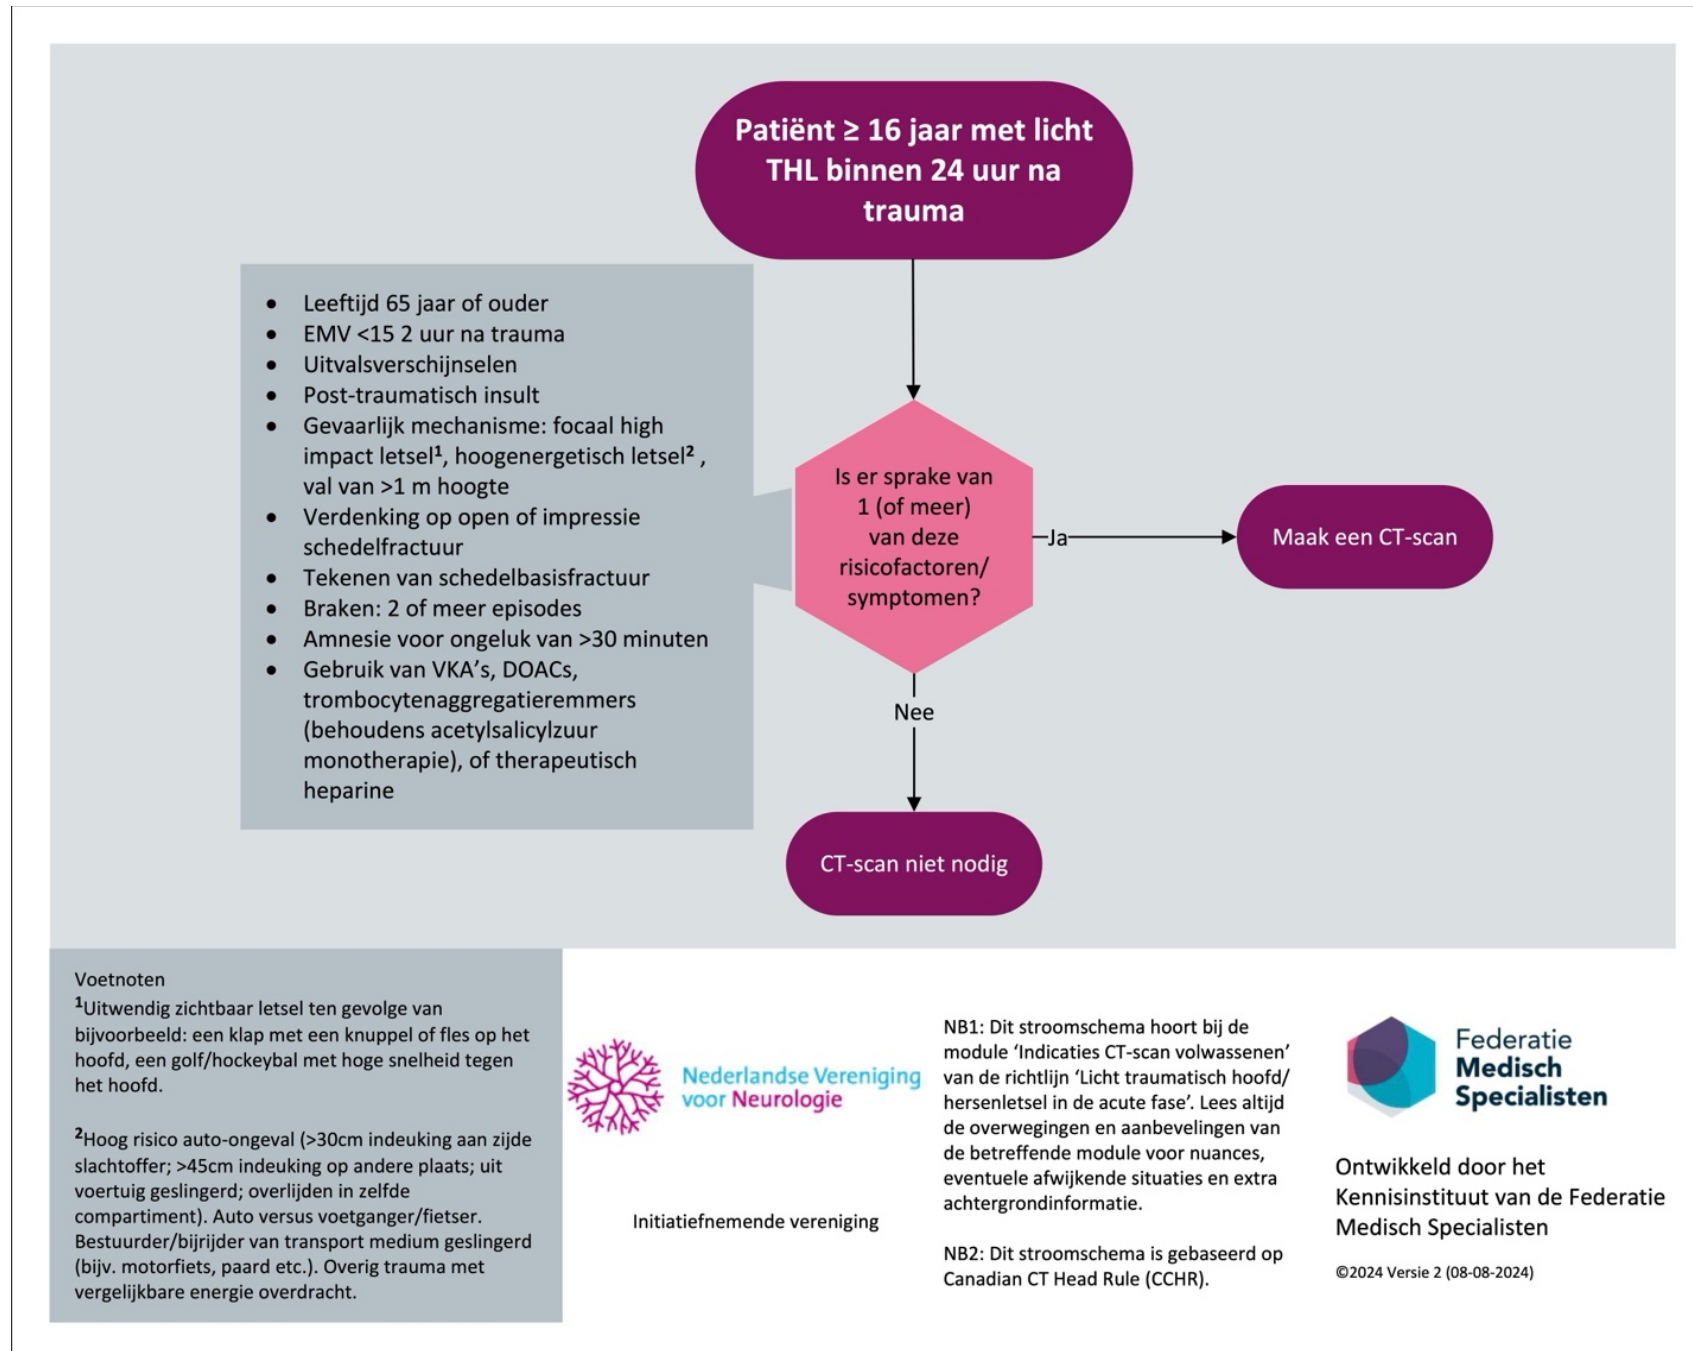 Patiënt ≥ 16 jaar met licht
THL binnen 24 uur na
trauma
• Leeftijd 65 jaar of ouder
• EMV <15 2 uur na trauma
• Uitvalsverschijnselen
• Post-traumatisch insult
• Gevaarlijk mechanisme: focaal high
impact letsel¹, hoogenergetisch letsel² ,
val van >1 m hoogte
• Verdenking op open of impressie
schedelfractuur
• Tekenen van schedelbasisfractuur
• Braken: 2 of meer episodes
• Amnesie voor ongeluk van >30 minuten
• Gebruik van VKA’s, DOACs,
trombocytenaggregatieremmers
(behoudens acetylsalicylzuur
monotherapie), of therapeutisch
heparine
Is er sprake van
1 (of meer)
van deze
risicofactoren/
symptomen?
Ja
Maak een CT-scan
Nee
CT-scan niet nodig
Voetnoten
¹Uitwendig zichtbaar letsel ten gevolge van
bijvoorbeeld: een klap met een knuppel of fles op het
hoofd, een golf/hockeybal met hoge snelheid tegen
het hoofd.
²Hoog risico auto-ongeval (>30cm indeuking aan zijde
slachtoffer; >45cm indeuking op andere plaats; uit
voertuig geslingerd; overlijden in zelfde
compartiment). Auto versus voetganger/fietser.
Bestuurder/bijrijder van transport medium geslingerd
(bijv. motorfiets, paard etc.). Overig trauma met
vergelijkbare energie overdracht.
Nederlandse Vereniging
voor Neurologie
Initiatiefnemende vereniging
NB1: Dit stroomschema hoort bij de
module ‘Indicaties CT-scan volwassenen’
van de richtlijn ‘Licht traumatisch hoofd/
hersenletsel in de acute fase’. Lees altijd
de overwegingen en aanbevelingen van
de betreffende module voor nuances,
eventuele afwijkende situaties en extra
achtergrondinformatie.
NB2: Dit stroomschema is gebaseerd op
Canadian CT Head Rule (CCHR).
Federatie
Medisch
Specialisten
Ontwikkeld door het
Kennisinstituut van de Federatie
Medisch Specialisten
©2024 Versie 2 (08-08-2024)